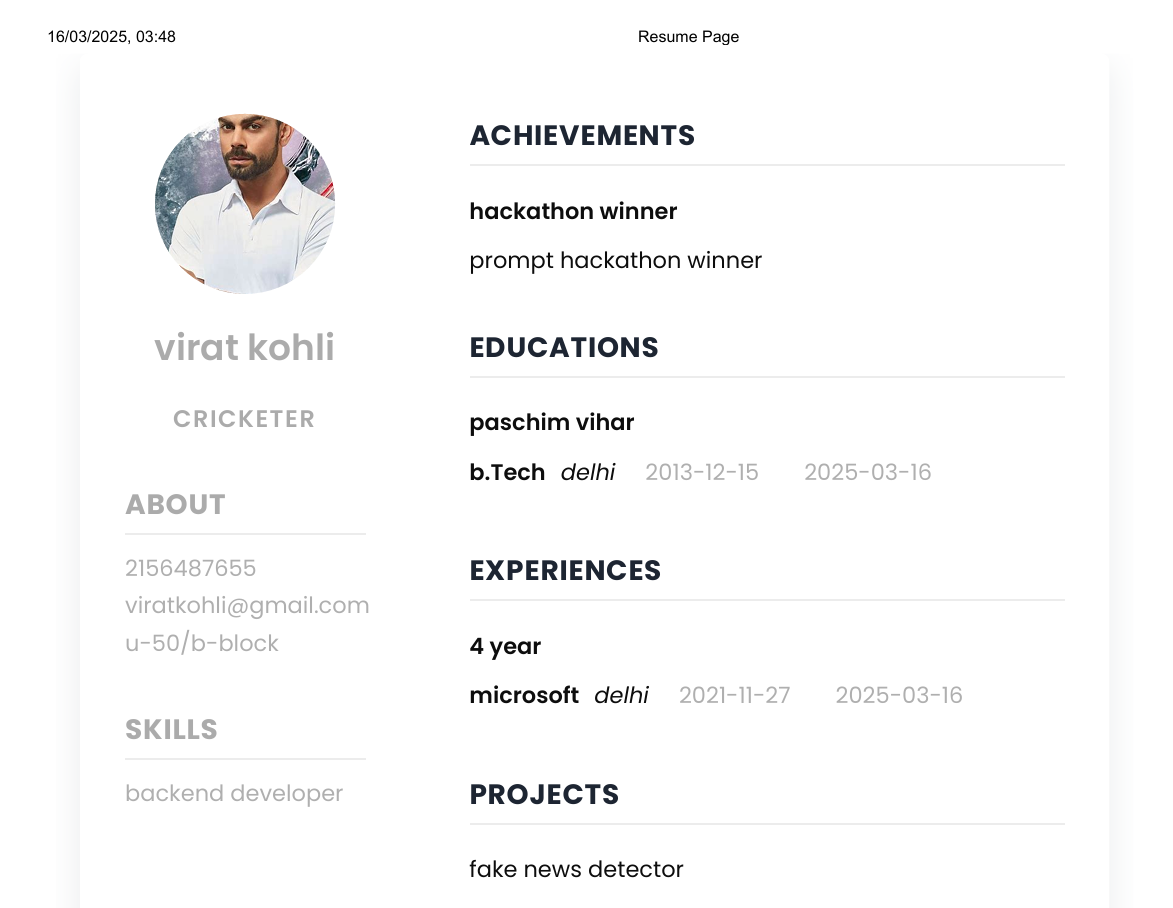 16/03/2025, 03:48 Resume Page
virat kohli
CRICKETER
ABOUT
2156487655
viratkohli@gmail.com
u-50/b-block
SKILLS
backend developer
ACHIEVEMENTS
hackathon winner
prompt hackathon winner
EDUCATIONS
paschim vihar
b.Tech delhi 2013-12-15 2025-03-16
EXPERIENCES
4 year
microsoft delhi 2021-11-27 2025-03-16
PROJECTS
fake news detector